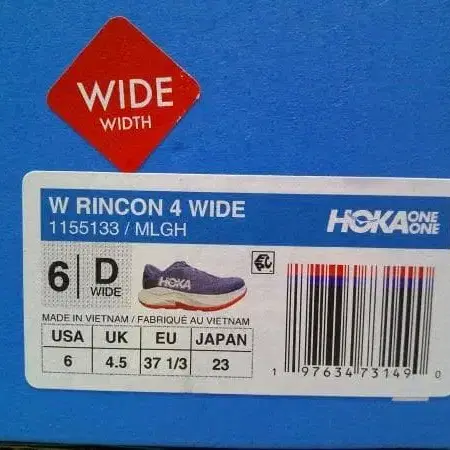 WIDE
WIDTH
W RINCON 4 WIDE
1155133 / MLGH
HOKA ONE ONE
6 D WIDE
HOKA
MADE IN VIETNAM / FABRIQUÉ AU VIETNAM
USA UK EU JAPAN
6 4.5 37 1/3 23
1 97634 73149 0